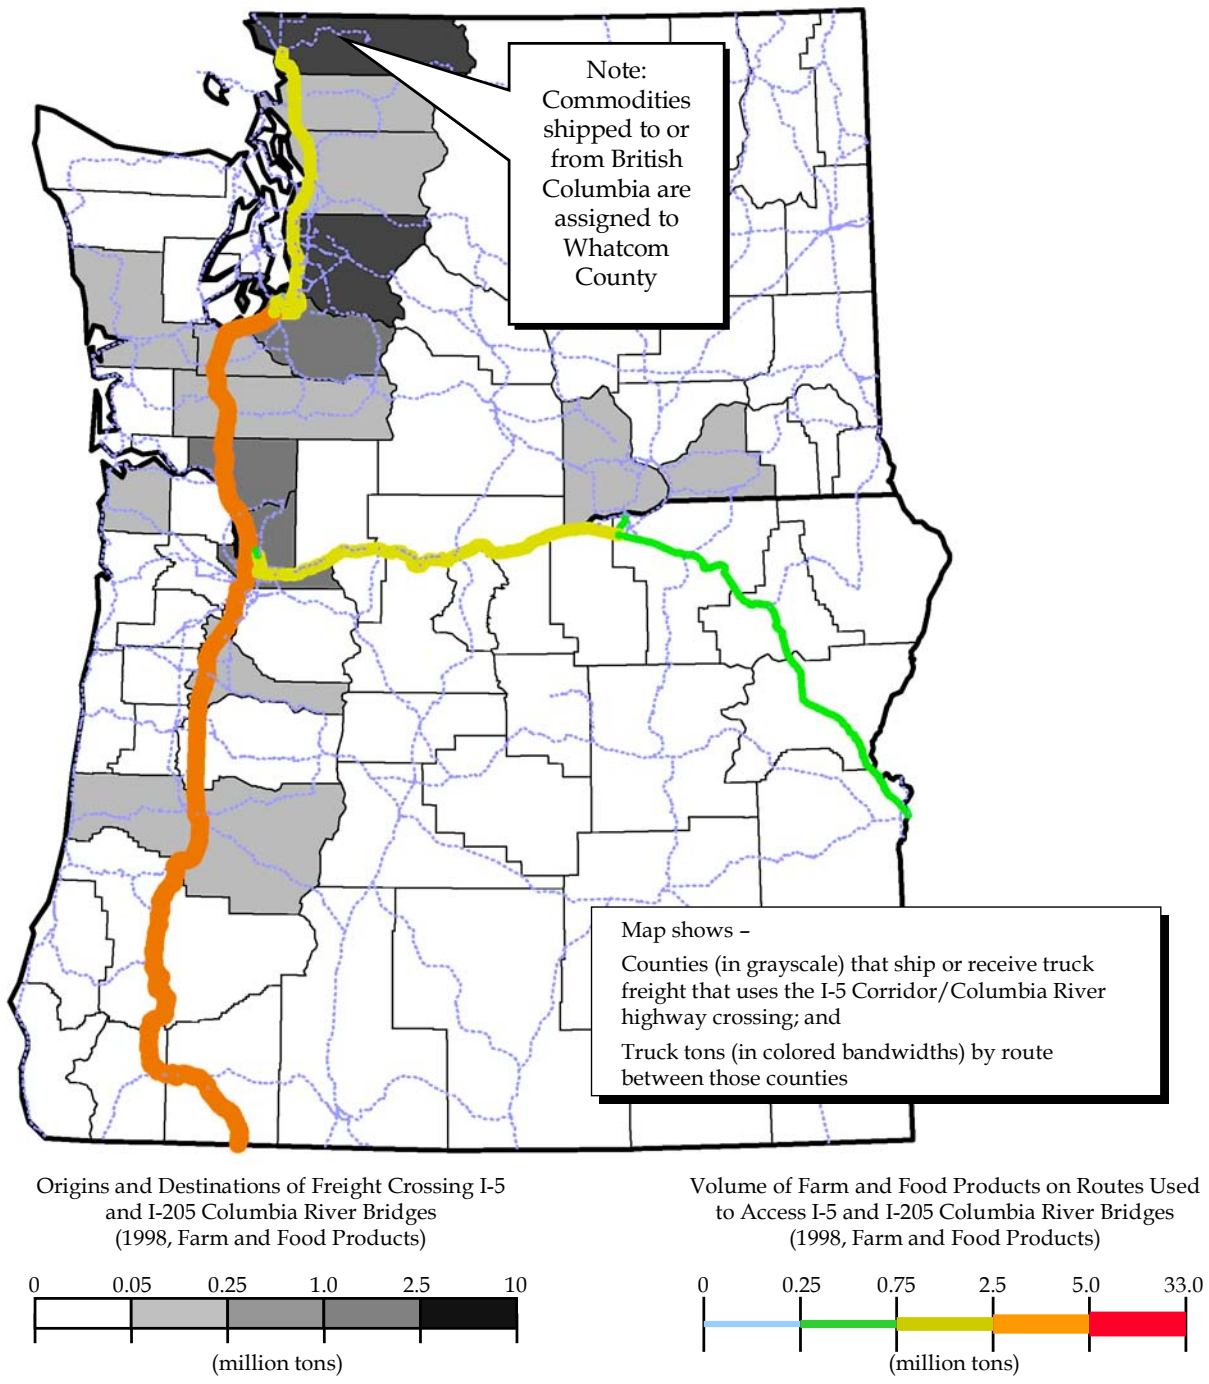 Note:
Commodities
shipped to or
from British
Columbia are
assigned to
Whatcom
County
Map shows –
Counties (in grayscale) that ship or receive truck
freight that uses the I-5 Corridor/Columbia River
highway crossing; and
Truck tons (in colored bandwidths) by route
between those counties
Origins and Destinations of Freight Crossing I-5
and I-205 Columbia River Bridges
(1998, Farm and Food Products)
0 0.05 0.25 1.0 2.5 10
(million tons)
Volume of Farm and Food Products on Routes Used
to Access I-5 and I-205 Columbia River Bridges
(1998, Farm and Food Products)
0 0.25 0.75 2.5 5.0 33.0
(million tons)